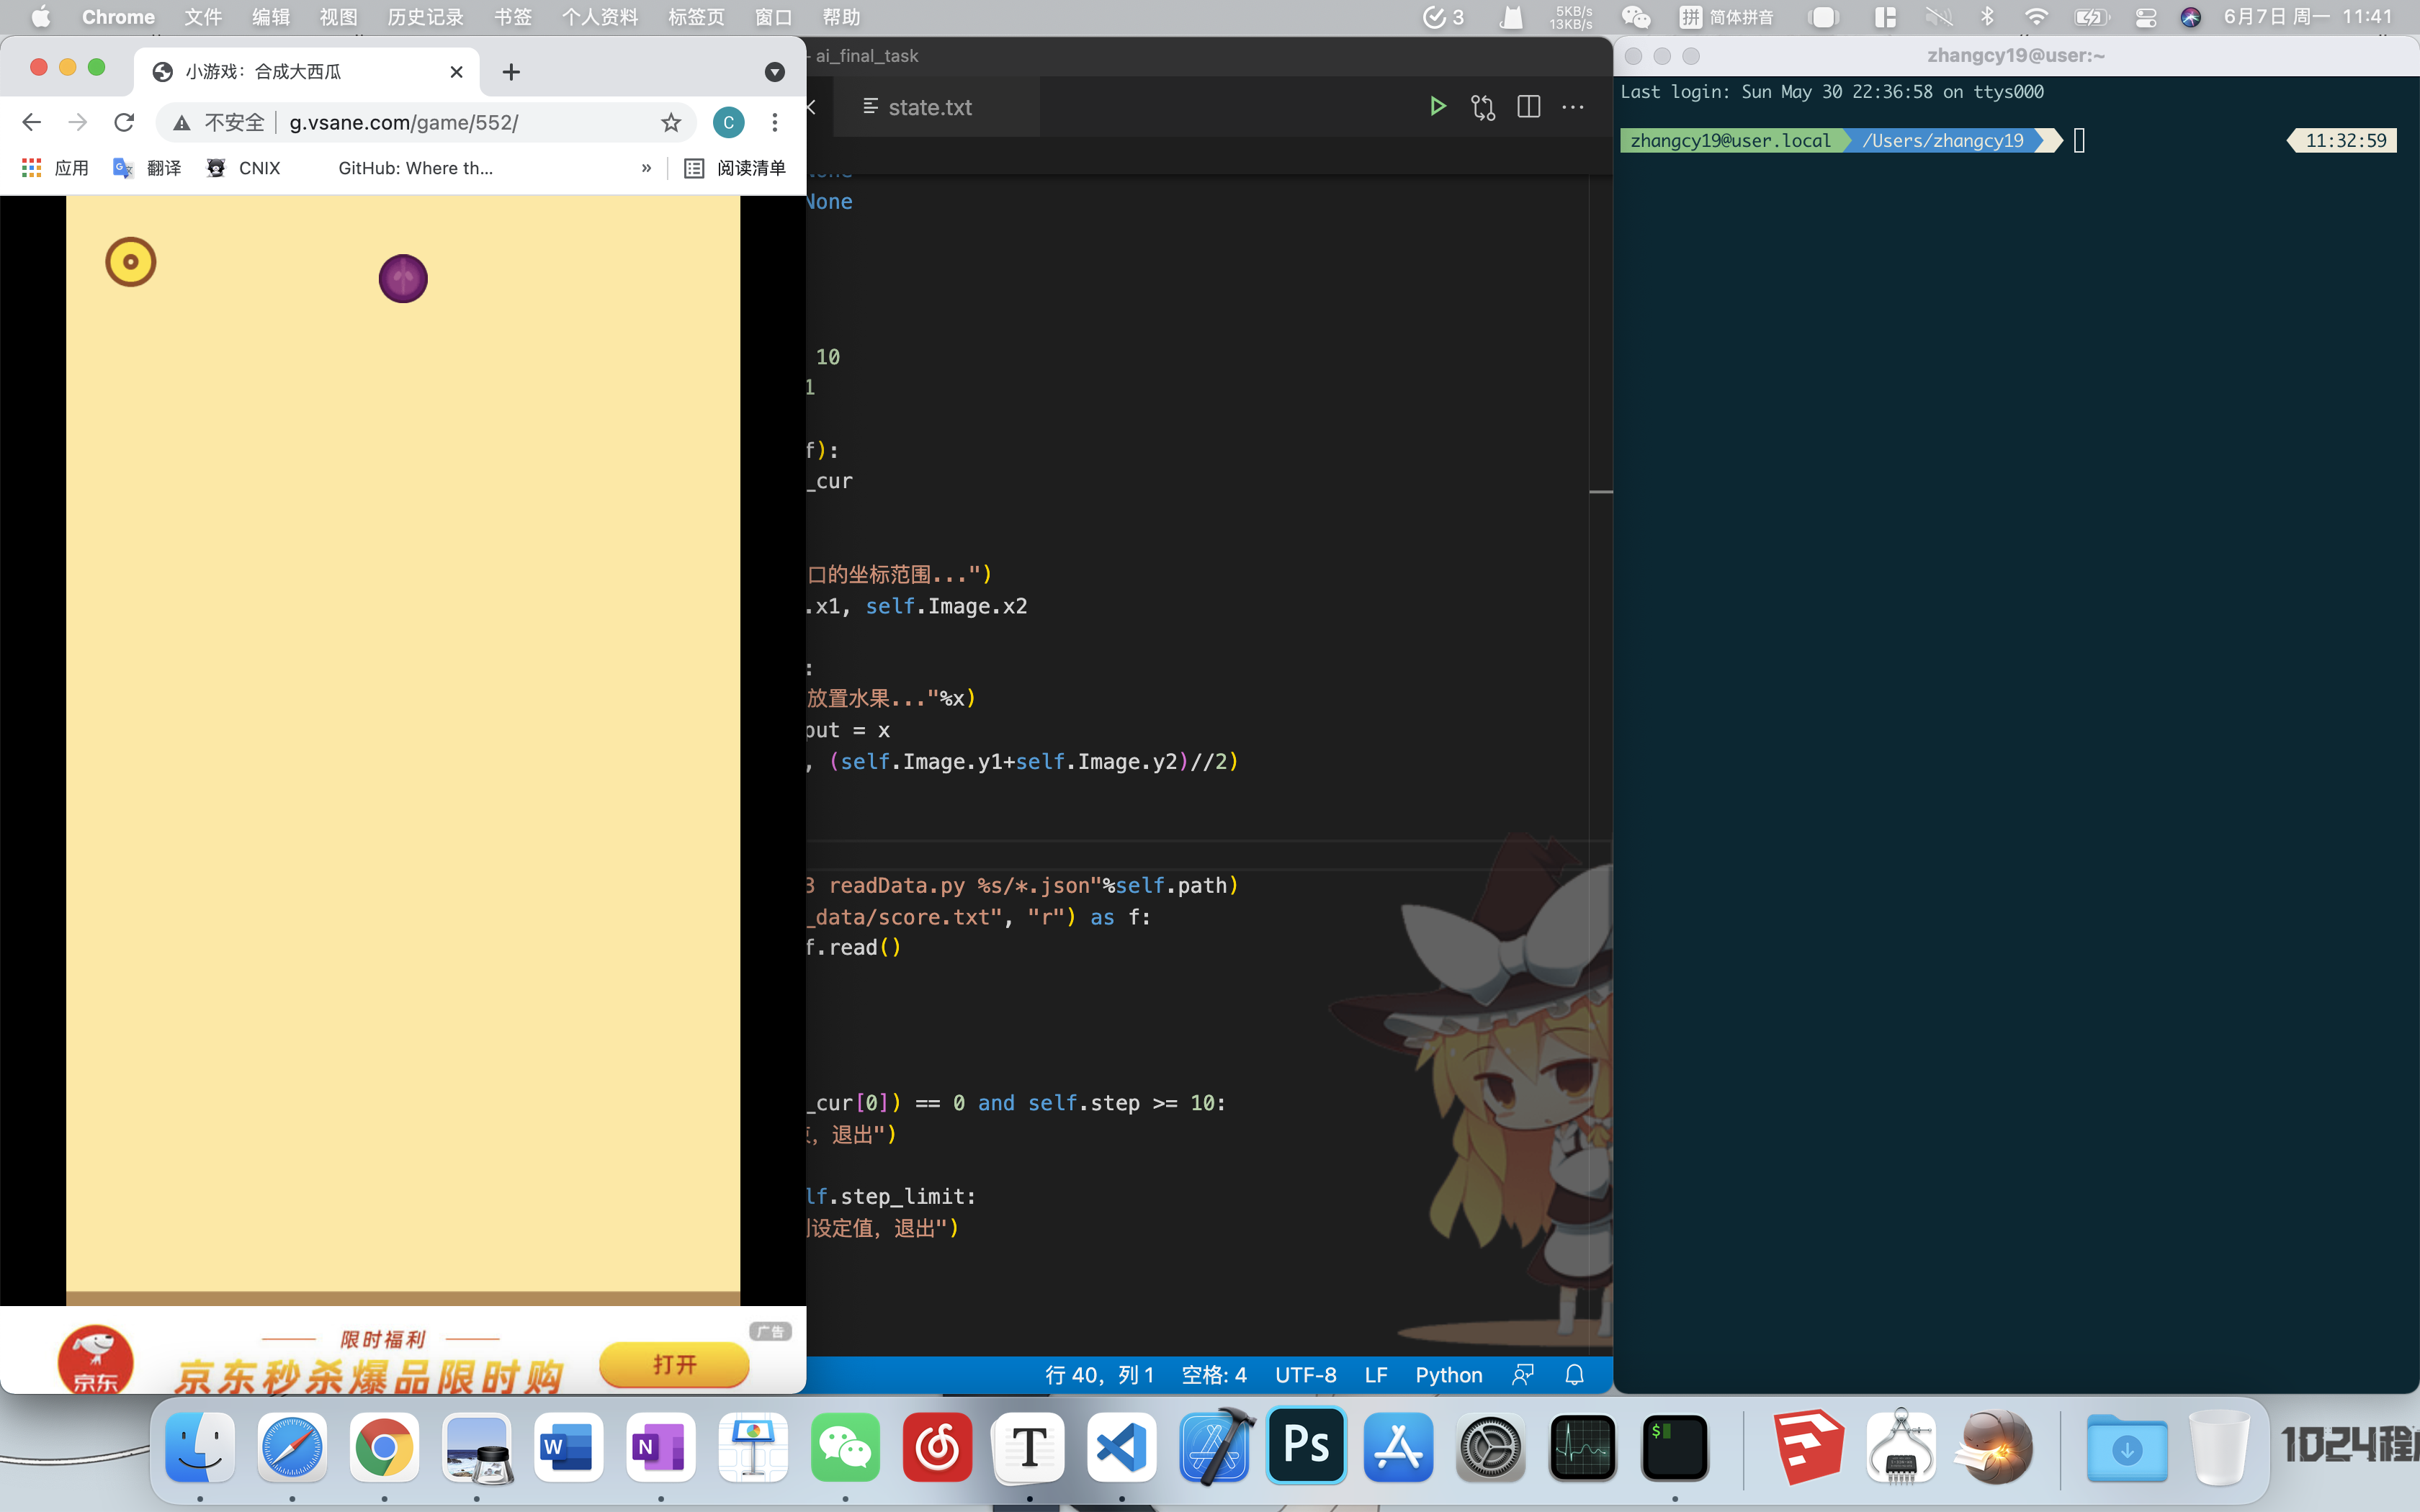 Chrome 文件 编辑 视图 历史记录 书签 个人资料 标签页 窗口 帮助
3 5KB/s 13KB/s 拼 简体拼音 6月7日 周一 11:41
小游戏：合成大西瓜
不安全 g.vsane.com/game/552/ C
应用 翻译 CNIX GitHub: Where th... » 阅读清单
广告
限时福利
京东秒杀爆品限时购
打开
京东
ai_final_task
state.txt
None
10
1
f):
_cur
口的坐标范围...")
.x1, self.Image.x2
:
放置水果..."%x)
put = x
, (self.Image.y1+self.Image.y2)//2)
3 readData.py %s/*.json"%self.path)
_data/score.txt", "r") as f:
f.read()
_cur[0]) == 0 and self.step >= 10:
，退出")
lf.step_limit:
设定值，退出")
行 40，列 1 空格: 4 UTF-8 LF Python
zhangcy19@user:~
Last login: Sun May 30 22:36:58 on ttys000
zhangcy19@user.local /Users/zhangcy19 11:32:59
W N T Ps $
1024程